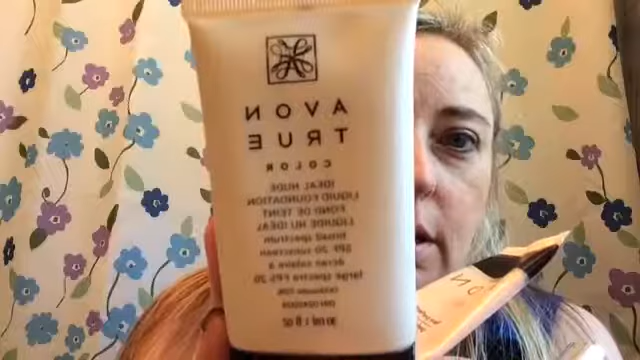 AVON
TRUE
COLOR
IDEAL NUDE
LIQUID FOUNDATION
FOND DE TEINT
LIQUIDE NU IDEAL
broad spectrum
SPF 20 sunscreen
écran solaire à
large spectre FPS 20
30 ml 1 fl oz